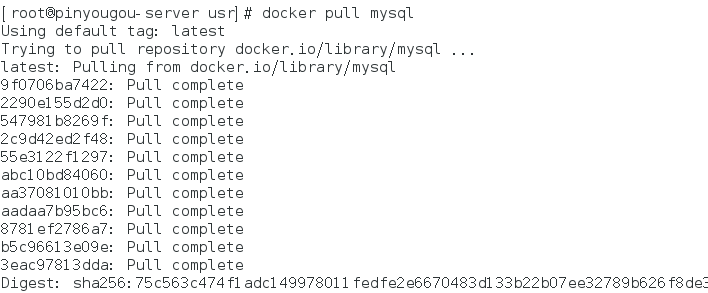 [root@pinyougou-server usr]# docker pull mysql
Using default tag: latest
Trying to pull repository docker.io/library/mysql ...
latest: Pulling from docker.io/library/mysql
9f0706ba7422: Pull complete
2290e155d2d0: Pull complete
547981b8269f: Pull complete
2c9d42ed2f48: Pull complete
55e3122f1297: Pull complete
abc10bd84060: Pull complete
aa37081010bb: Pull complete
aadaa7b95bc6: Pull complete
8781ef2786a7: Pull complete
b5c96613e09e: Pull complete
3eac97813dda: Pull complete
Digest: sha256:75c563c474f1adc149978011fedfe2e6670483d133b22b07ee32789b626f8de3